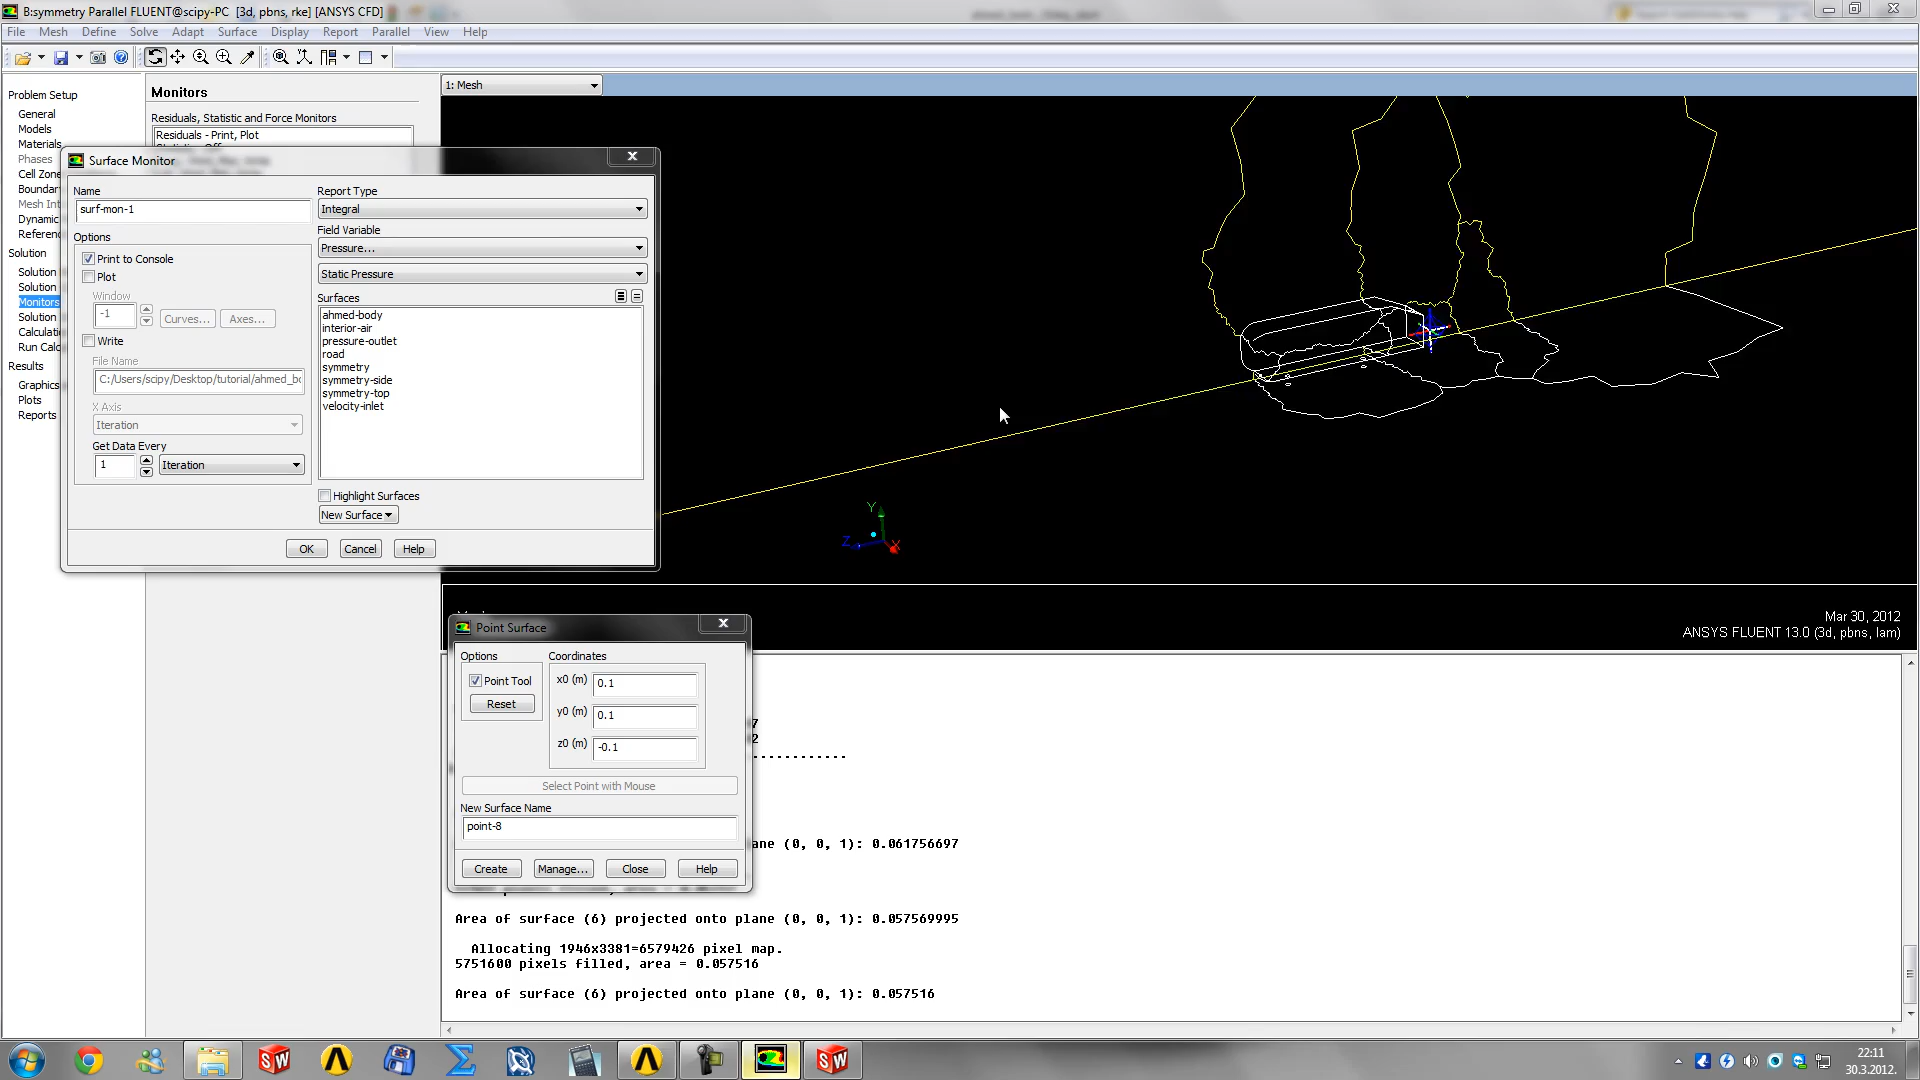 B:symmetry Parallel FLUENT@scipy-PC [3d, pbns, rke] [ANSYS CFD]
File Mesh Define Solve Adapt Surface Display Report Parallel View Help
Problem Setup
General
Models
Materials
Phases
Cell Zone
Boundar
Mesh Int
Dynamic
Referenc
Solution
Solution
Solution
Monitors
Solution
Calculati
Run Calc
Results
Graphics
Plots
Reports
Monitors
Residuals, Statistic and Force Monitors
Residuals - Print, Plot
1: Mesh
Surface Monitor
Name
surf-mon-1
Options
Print to Console
Plot
Window
-1
Curves...
Axes...
Write
File Name
C:/Users/scipy/Desktop/tutorial/ahmed_bo
X Axis
Iteration
Get Data Every
1
Iteration
Report Type
Integral
Field Variable
Pressure...
Static Pressure
Surfaces
ahmed-body
interior-air
pressure-outlet
road
symmetry
symmetry-side
symmetry-top
velocity-inlet
Highlight Surfaces
New Surface
OK
Cancel
Help
Y
Z
X
Mar 30, 2012
ANSYS FLUENT 13.0 (3d, pbns, lam)
Point Surface
Options
Point Tool
Reset
Coordinates
x0 (m) 0.1
y0 (m) 0.1
z0 (m) -0.1
Select Point with Mouse
New Surface Name
point-8
Create
Manage...
Close
Help
7
2
------------
ane (0, 0, 1): 0.061756697
Area of surface (6) projected onto plane (0, 0, 1): 0.057569995
Allocating 1946x3381=6579426 pixel map.
5751600 pixels filled, area = 0.057516
Area of surface (6) projected onto plane (0, 0, 1): 0.057516
22:11
30.3.2012.